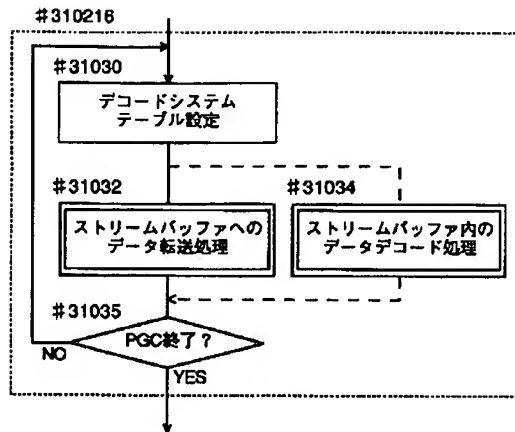 #310216
#31030
デコードシステム
テーブル設定
#31032
#31034
ストリームバッファへの
データ転送処理
ストリームバッファ内の
データデコード処理
#31035
PGC終了?
NO
YES